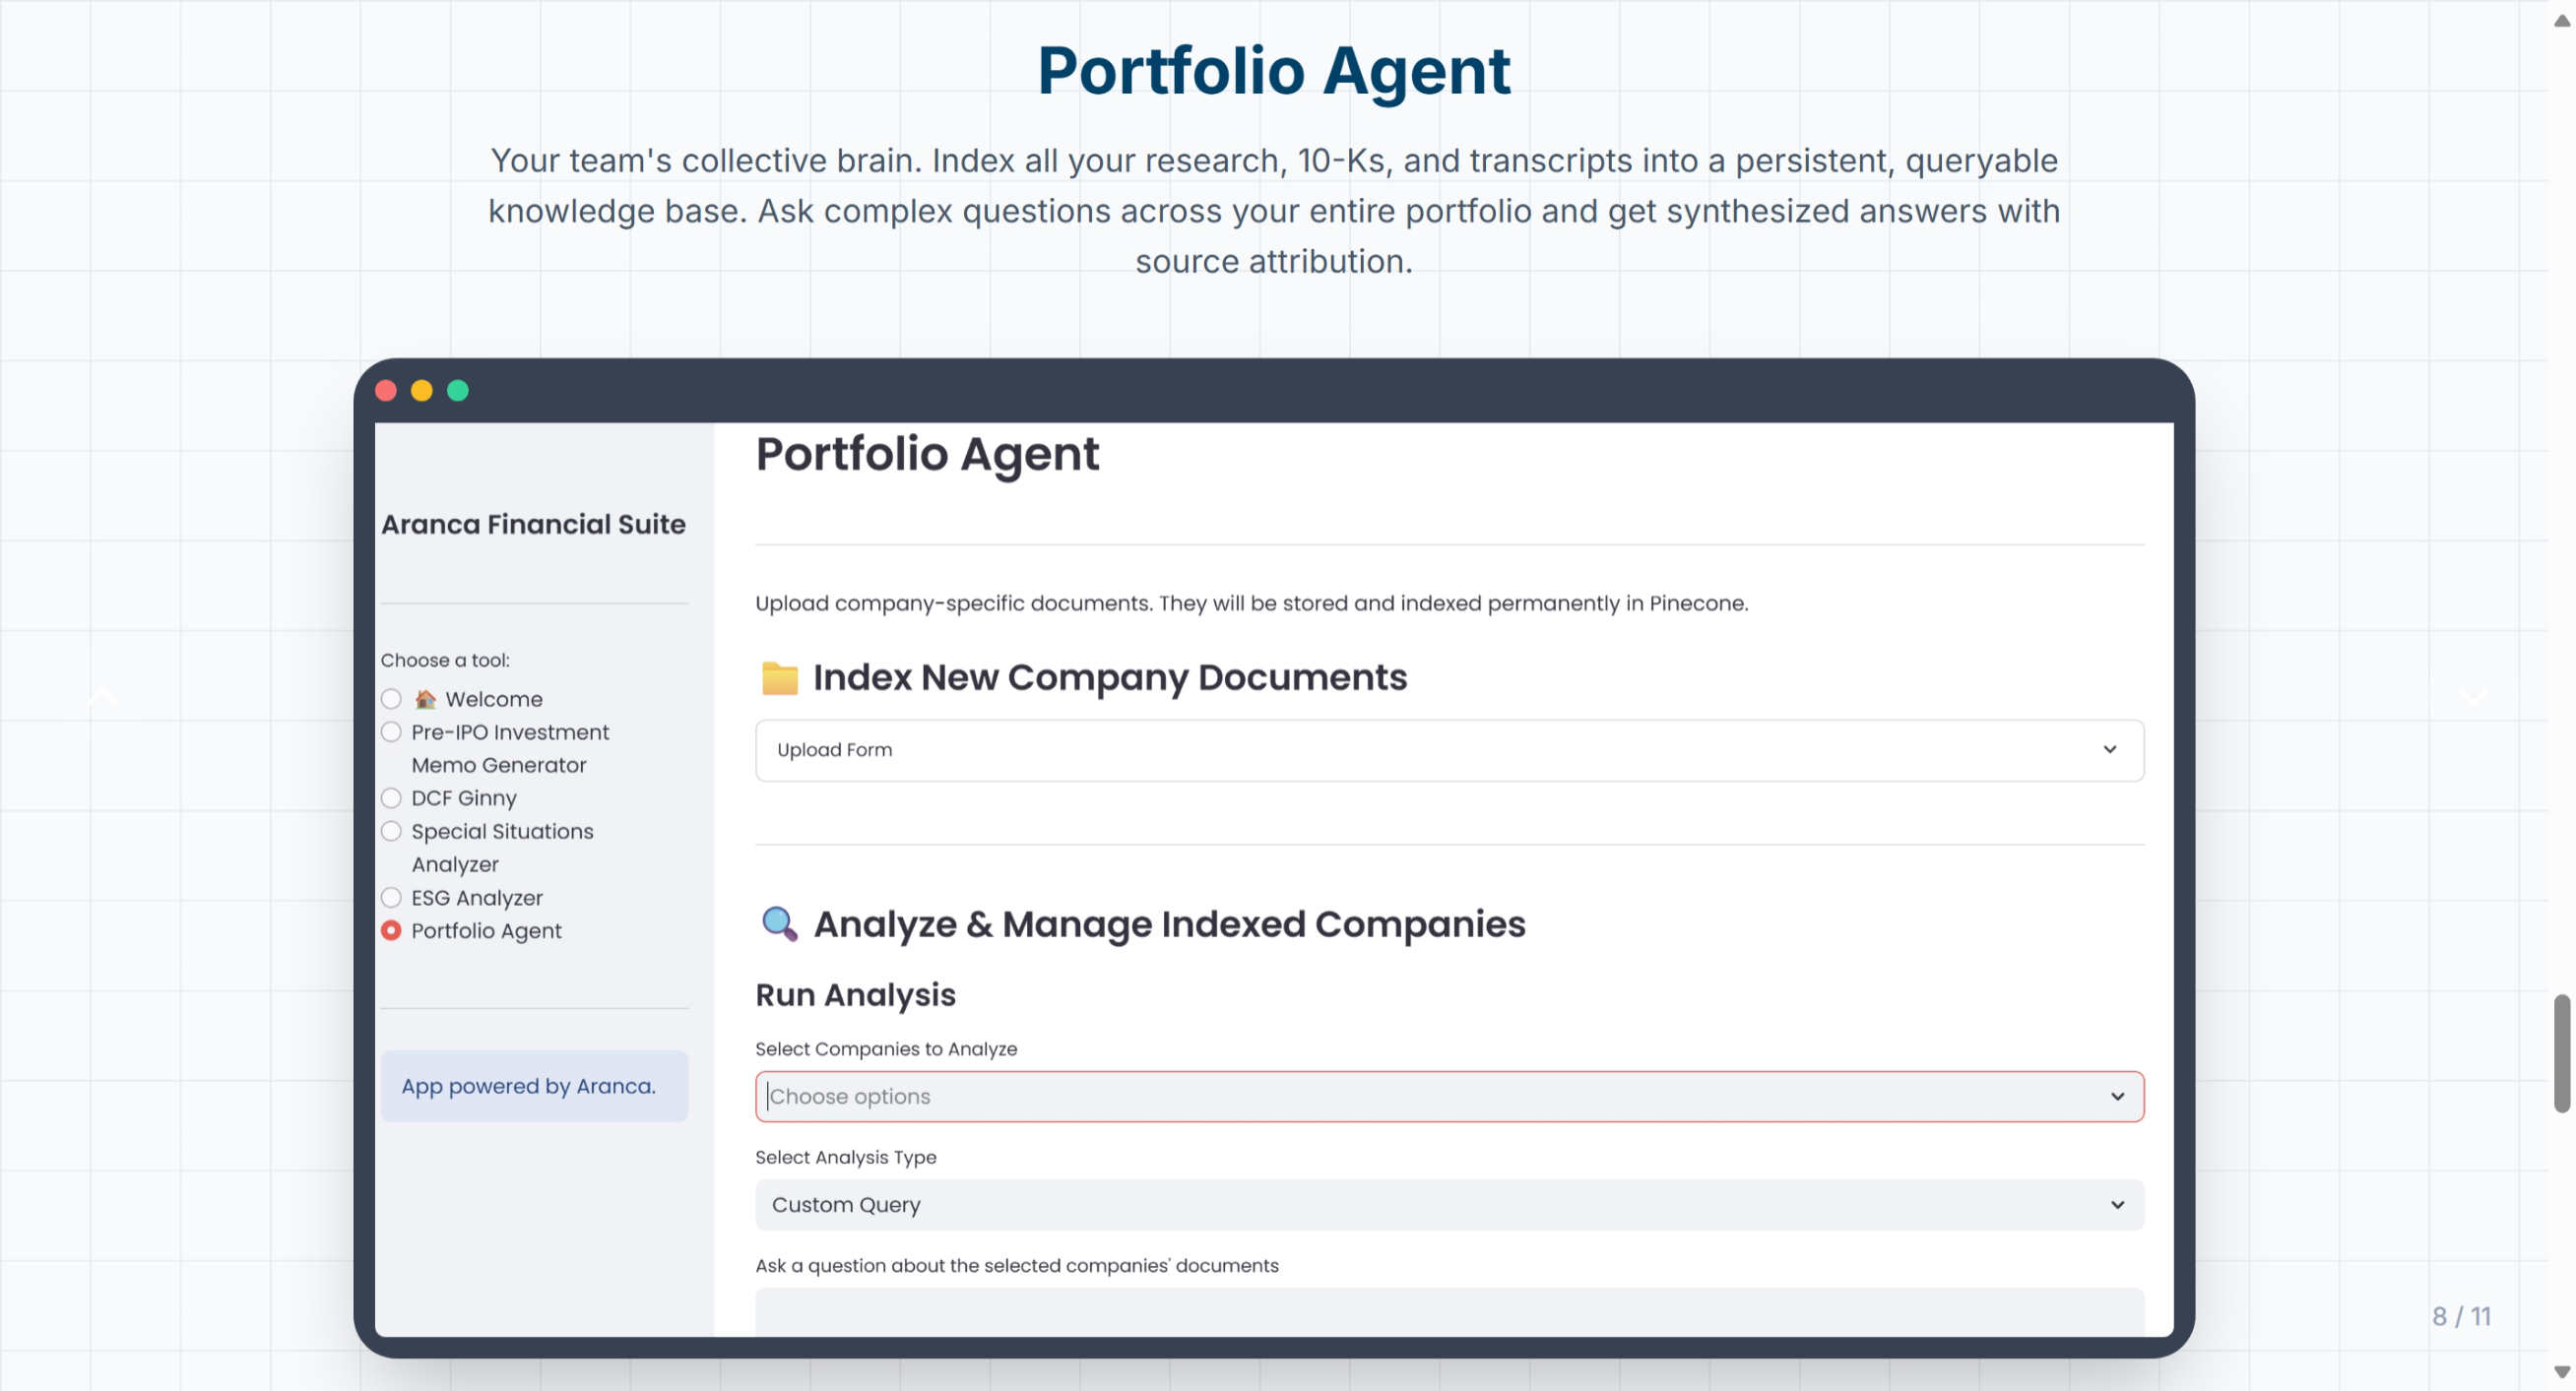 Portfolio Agent
Your team's collective brain. Index all your research, 10-Ks, and transcripts into a persistent, queryable
knowledge base. Ask complex questions across your entire portfolio and get synthesized answers with
source attribution.
Aranca Financial Suite
Choose a tool:
Welcome
Pre-IPO Investment
Memo Generator
DCF Ginny
Special Situations
Analyzer
ESG Analyzer
Portfolio Agent
App powered by Aranca.
Portfolio Agent
Upload company-specific documents. They will be stored and indexed permanently in Pinecone.
Index New Company Documents
Upload Form
Analyze & Manage Indexed Companies
Run Analysis
Select Companies to Analyze
Choose options
Select Analysis Type
Custom Query
Ask a question about the selected companies' documents
8 / 11